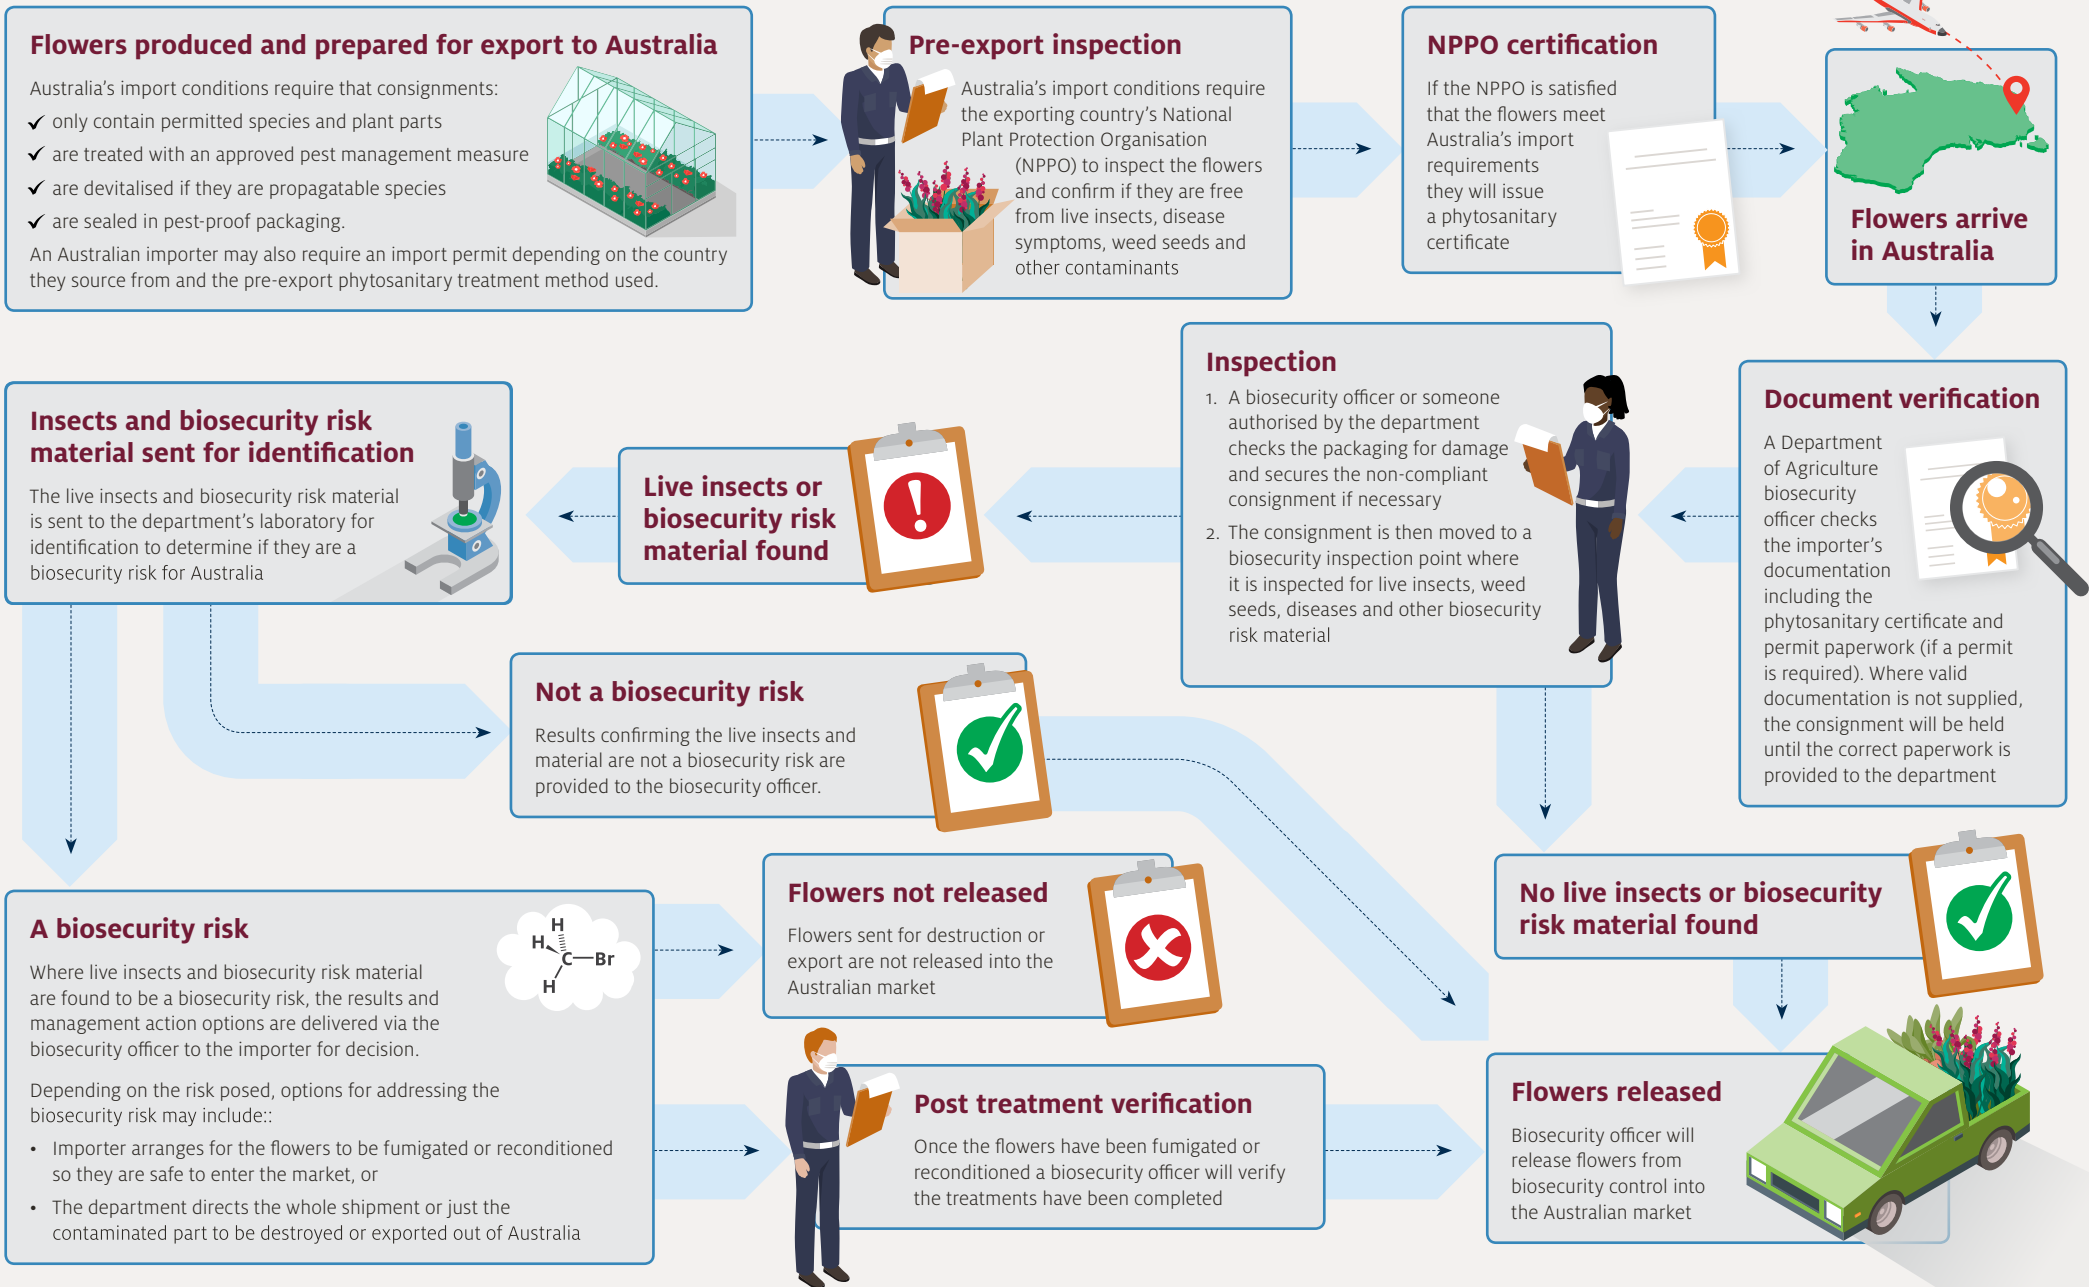 Flowers produced and prepared for export to Australia
Australia's import conditions require that consignments:
✓ only contain permitted species and plant parts
✓ are treated with an approved pest management measure
✓ are devitalised if they are propagatable species
✓ are sealed in pest-proof packaging.
An Australian importer may also require an import permit depending on the country
they source from and the pre-export phytosanitary treatment method used.
Pre-export inspection
Australia's import conditions require
the exporting country's National
Plant Protection Organisation
(NPPO) to inspect the flowers
and confirm if they are free
from live insects, disease
symptoms, weed seeds and
other contaminants
NPPO certification
If the NPPO is satisfied
that the flowers meet
Australia's import
requirements
they will issue
a phytosanitary
certificate
Flowers arrive
in Australia
Document verification
A Department
of Agriculture
biosecurity
officer checks
the importer's
documentation
including the
phytosanitary certificate and
permit paperwork (if a permit
is required). Where valid
documentation is not supplied,
the consignment will be held
until the correct paperwork is
provided to the department
Inspection
1. A biosecurity officer or someone
authorised by the department
checks the packaging for damage
and secures the non-compliant
consignment if necessary
2. The consignment is then moved to a
biosecurity inspection point where
it is inspected for live insects, weed
seeds, diseases and other biosecurity
risk material
Live insects or
biosecurity risk
material found
Insects and biosecurity risk
material sent for identification
The live insects and biosecurity risk material
is sent to the department's laboratory for
identification to determine if they are a
biosecurity risk for Australia
Not a biosecurity risk
Results confirming the live insects and
material are not a biosecurity risk are
provided to the biosecurity officer.
A biosecurity risk
Where live insects and biosecurity risk material
are found to be a biosecurity risk, the results and
management action options are delivered via the
biosecurity officer to the importer for decision.
Depending on the risk posed, options for addressing the
biosecurity risk may include::
• Importer arranges for the flowers to be fumigated or reconditioned
so they are safe to enter the market, or
• The department directs the whole shipment or just the
contaminated part to be destroyed or exported out of Australia
H
H
C Br
H
Flowers not released
Flowers sent for destruction or
export are not released into the
Australian market
Post treatment verification
Once the flowers have been fumigated or
reconditioned a biosecurity officer will verify
the treatments have been completed
No live insects or biosecurity
risk material found
Flowers released
Biosecurity officer will
release flowers from
biosecurity control into
the Australian market